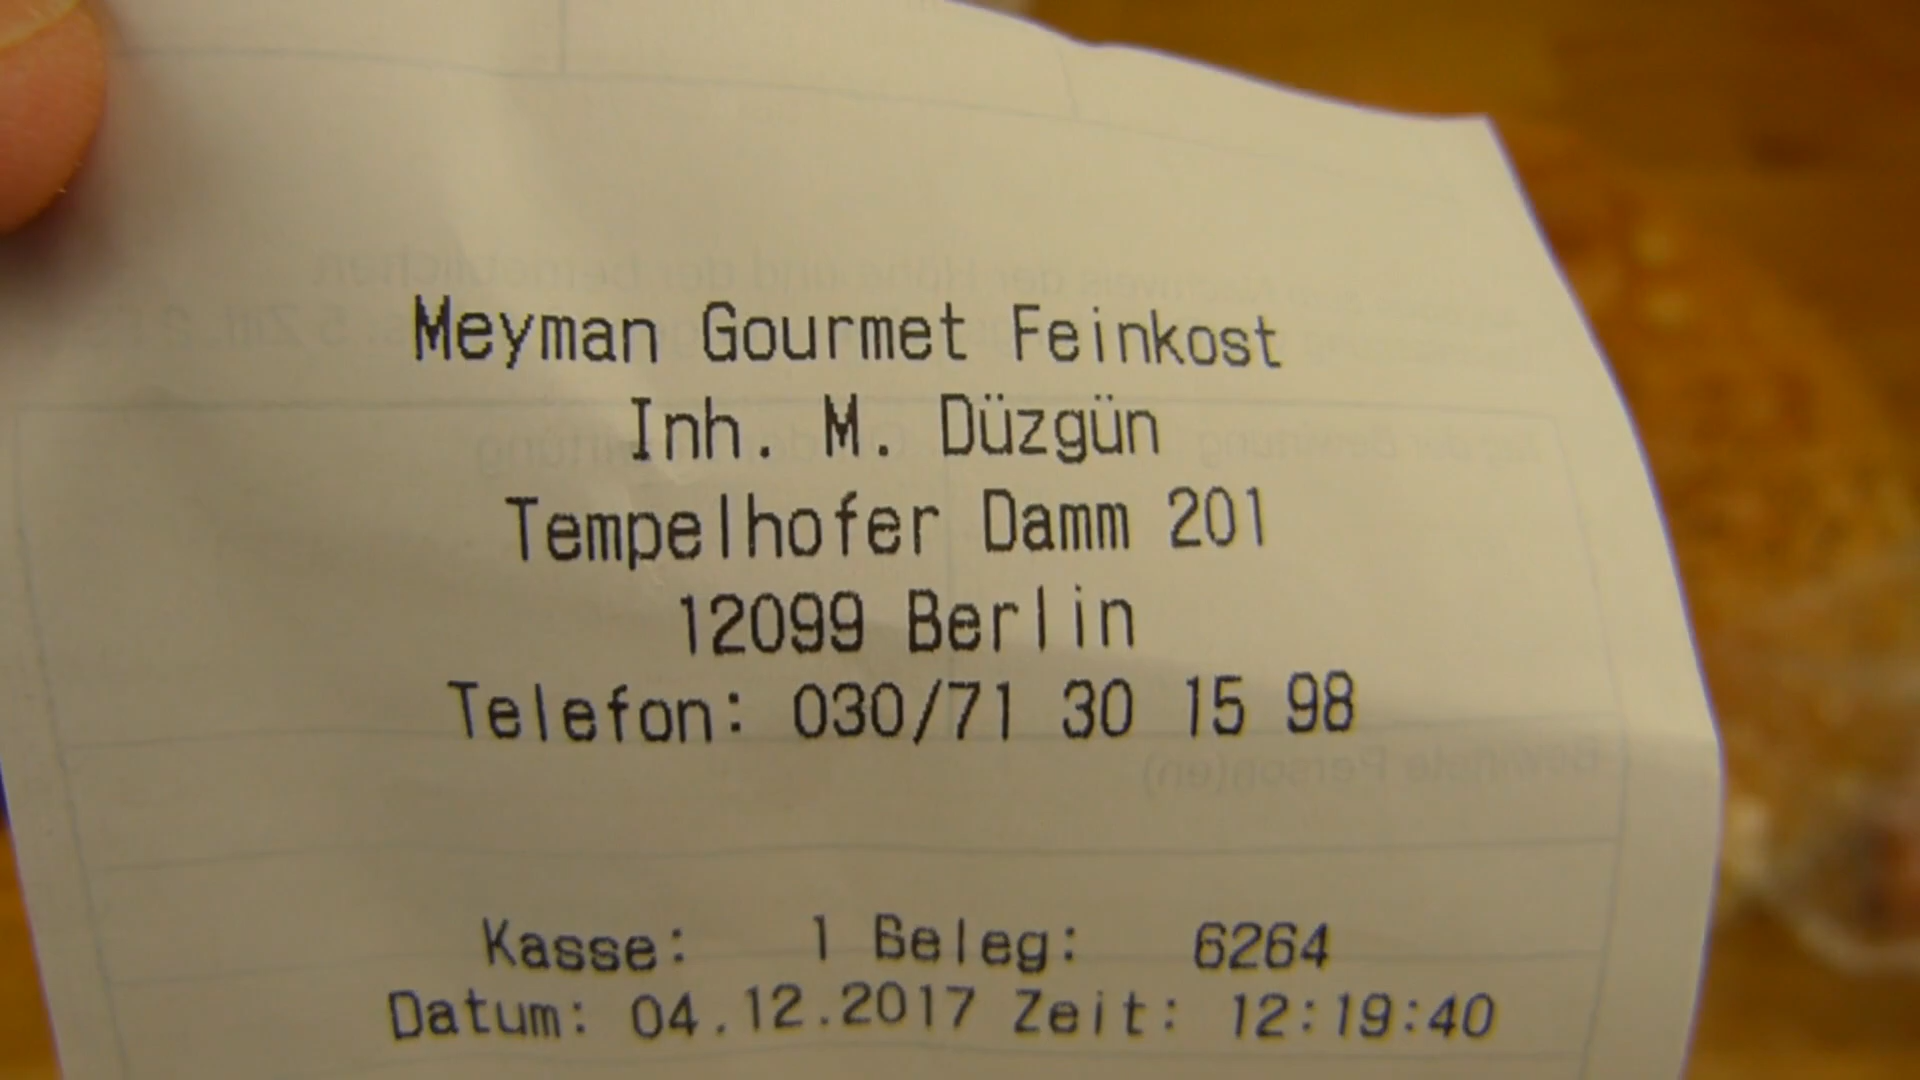 Meyman Gourmet Feinkost
Inh. M. Düzgün
Tempelhofer Damm 201
12099 Berlin
Telefon: 030/71 30 15 98
Kasse: 1 Beleg: 6264
Datum: 04.12.2017 Zeit: 12:19:40